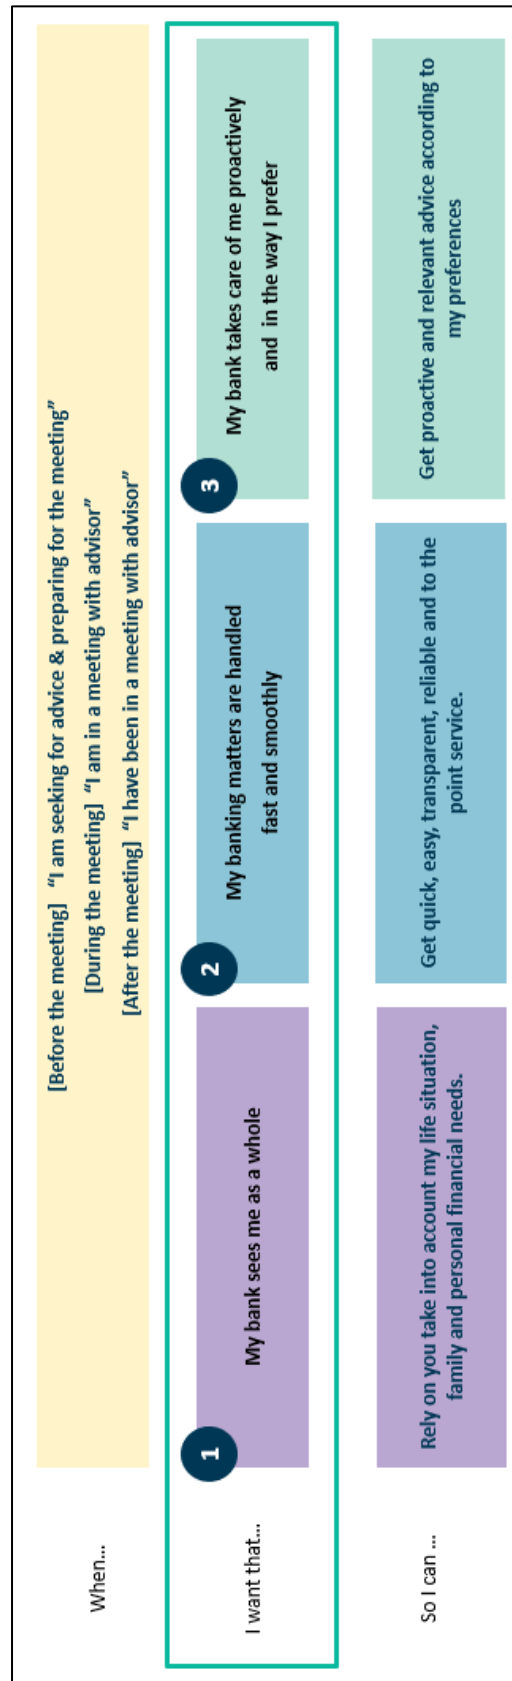 When...
[Before the meeting] “I am seeking for advice & preparing for the meeting”
[During the meeting] “I am in a meeting with advisor”
[After the meeting] “I have been in a meeting with advisor”
I want that...
1
My bank sees me as a whole
2
My banking matters are handled
fast and smoothly
3
My bank takes care of me proactively
and in the way I prefer
So I can ...
Rely on you take into account my life situation,
family and personal financial needs.
Get quick, easy, transparent, reliable and to the
point service.
Get proactive and relevant advice according to
my preferences